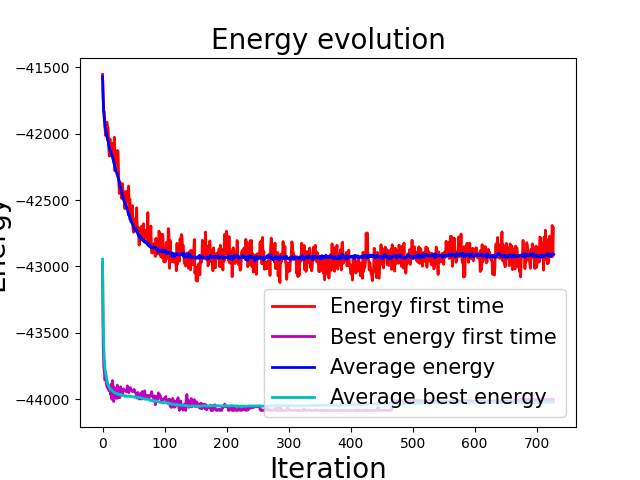 Energy evolution
Energy
−41500
−42000
−42500
−43000
−43500
−44000
Energy first time
Best energy first time
Average energy
Average best energy
0 100 200 300 400 500 600 700
Iteration